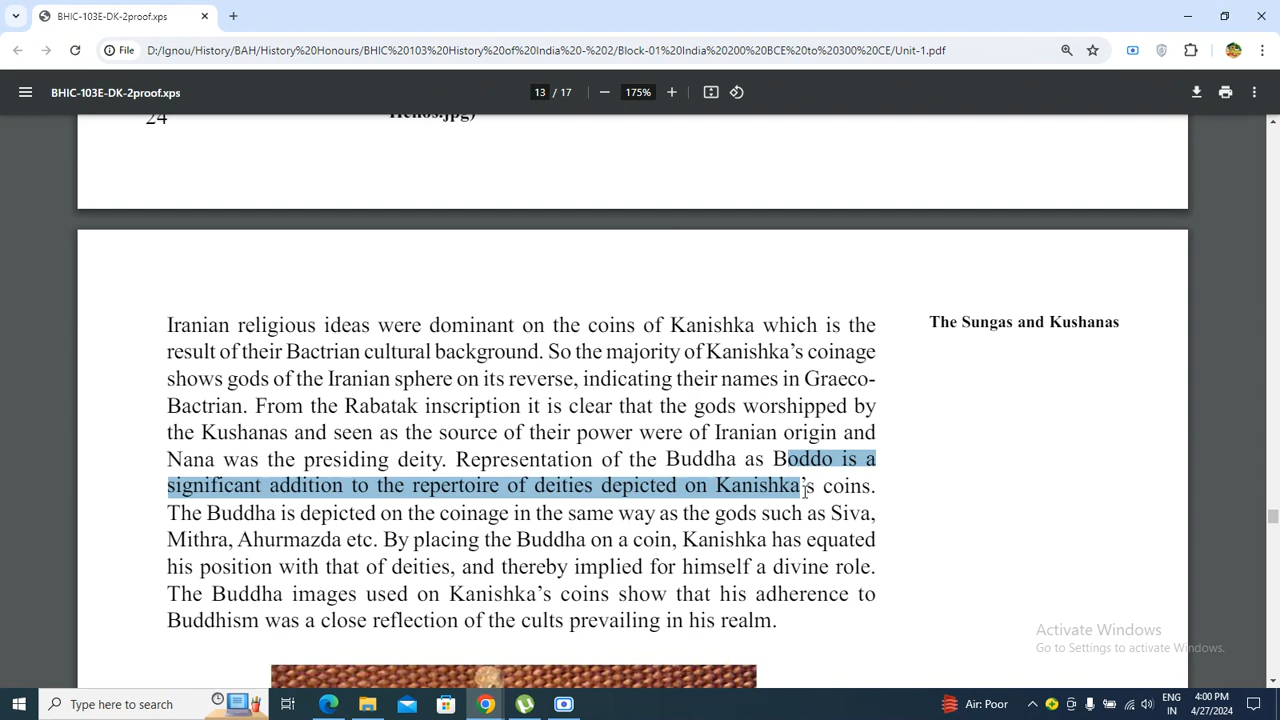 BHIC-103E-DK-2proof.xps
File
D:/Ignou/History/BAH/History%20Honours/BHIC%20103%20History%20of%20India%20-%202/Block-01%20India%20200%20BCE%20to%20300%20CE/Unit-1.pdf
BHIC-103E-DK-2proof.xps
13 / 17
175%
24
Helios.jpg)
The Sungas and Kushanas
Iranian religious ideas were dominant on the coins of Kanishka which is the
result of their Bactrian cultural background. So the majority of Kanishka's coinage
shows gods of the Iranian sphere on its reverse, indicating their names in Graeco-
Bactrian. From the Rabatak inscription it is clear that the gods worshipped by
the Kushanas and seen as the source of their power were of Iranian origin and
Nana was the presiding deity. Representation of the Buddha as Boddo is a
significant addition to the repertoire of deities depicted on Kanishka's coins.
The Buddha is depicted on the coinage in the same way as the gods such as Siva,
Mithra, Ahurmazda etc. By placing the Buddha on a coin, Kanishka has equated
his position with that of deities, and thereby implied for himself a divine role.
The Buddha images used on Kanishka's coins show that his adherence to
Buddhism was a close reflection of the cults prevailing in his realm.
Activate Windows
Go to Settings to activate Windows.
Type here to search
Air: Poor
ENG
IN
4:00 PM
4/27/2024